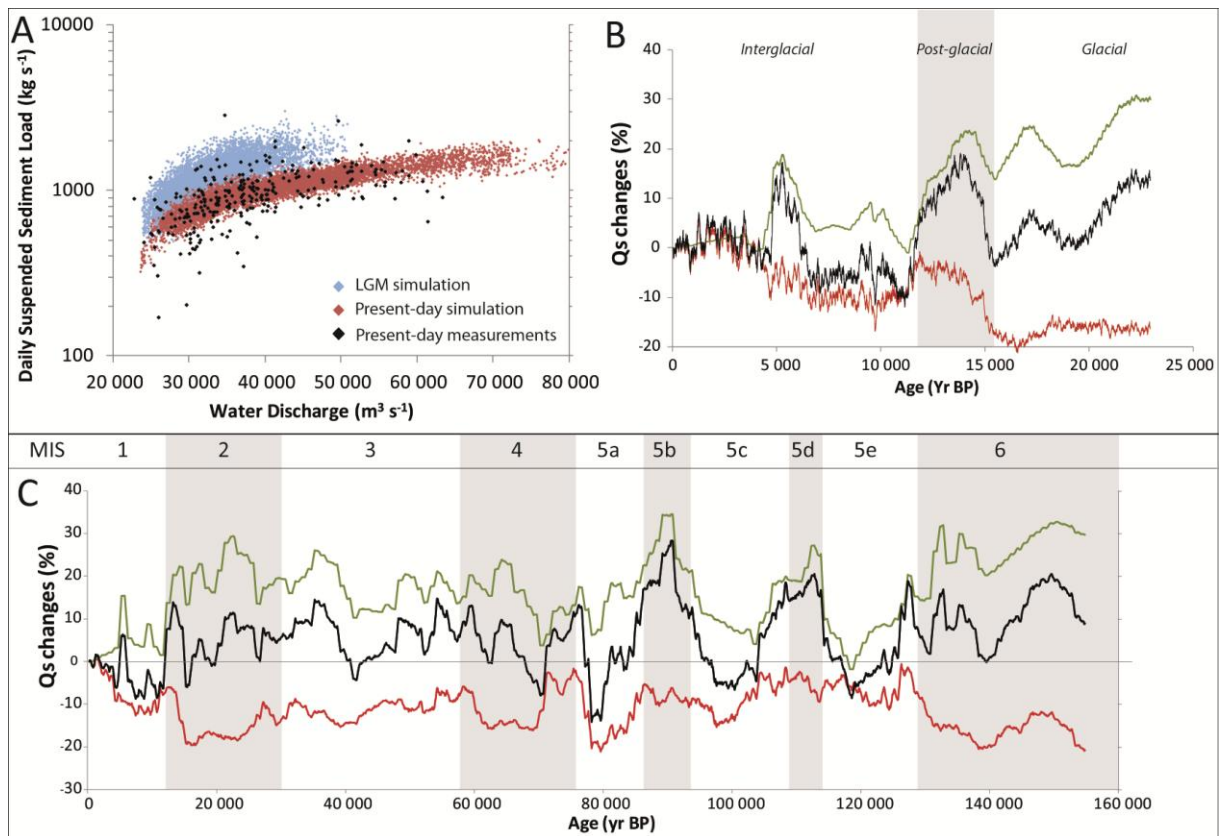 A
Daily Suspended Sediment Load (kg s⁻¹)
10000
1000
100
20 000 30 000 40 000 50 000 60 000 70 000 80 000
Water Discharge (m³ s⁻¹)
LGM simulation
Present-day simulation
Present-day measurements
B
Interglacial Post-glacial Glacial
Qs changes (%)
40
30
20
10
0
-10
-20
0 5 000 10 000 15 000 20 000 25 000
Age (Yr BP)
MIS 1 2 3 4 5a 5b 5c 5d 5e 6
C
Qs changes (%)
40
30
20
10
0
-10
-20
-30
0 20 000 40 000 60 000 80 000 100 000 120 000 140 000 160 000
Age (yr BP)